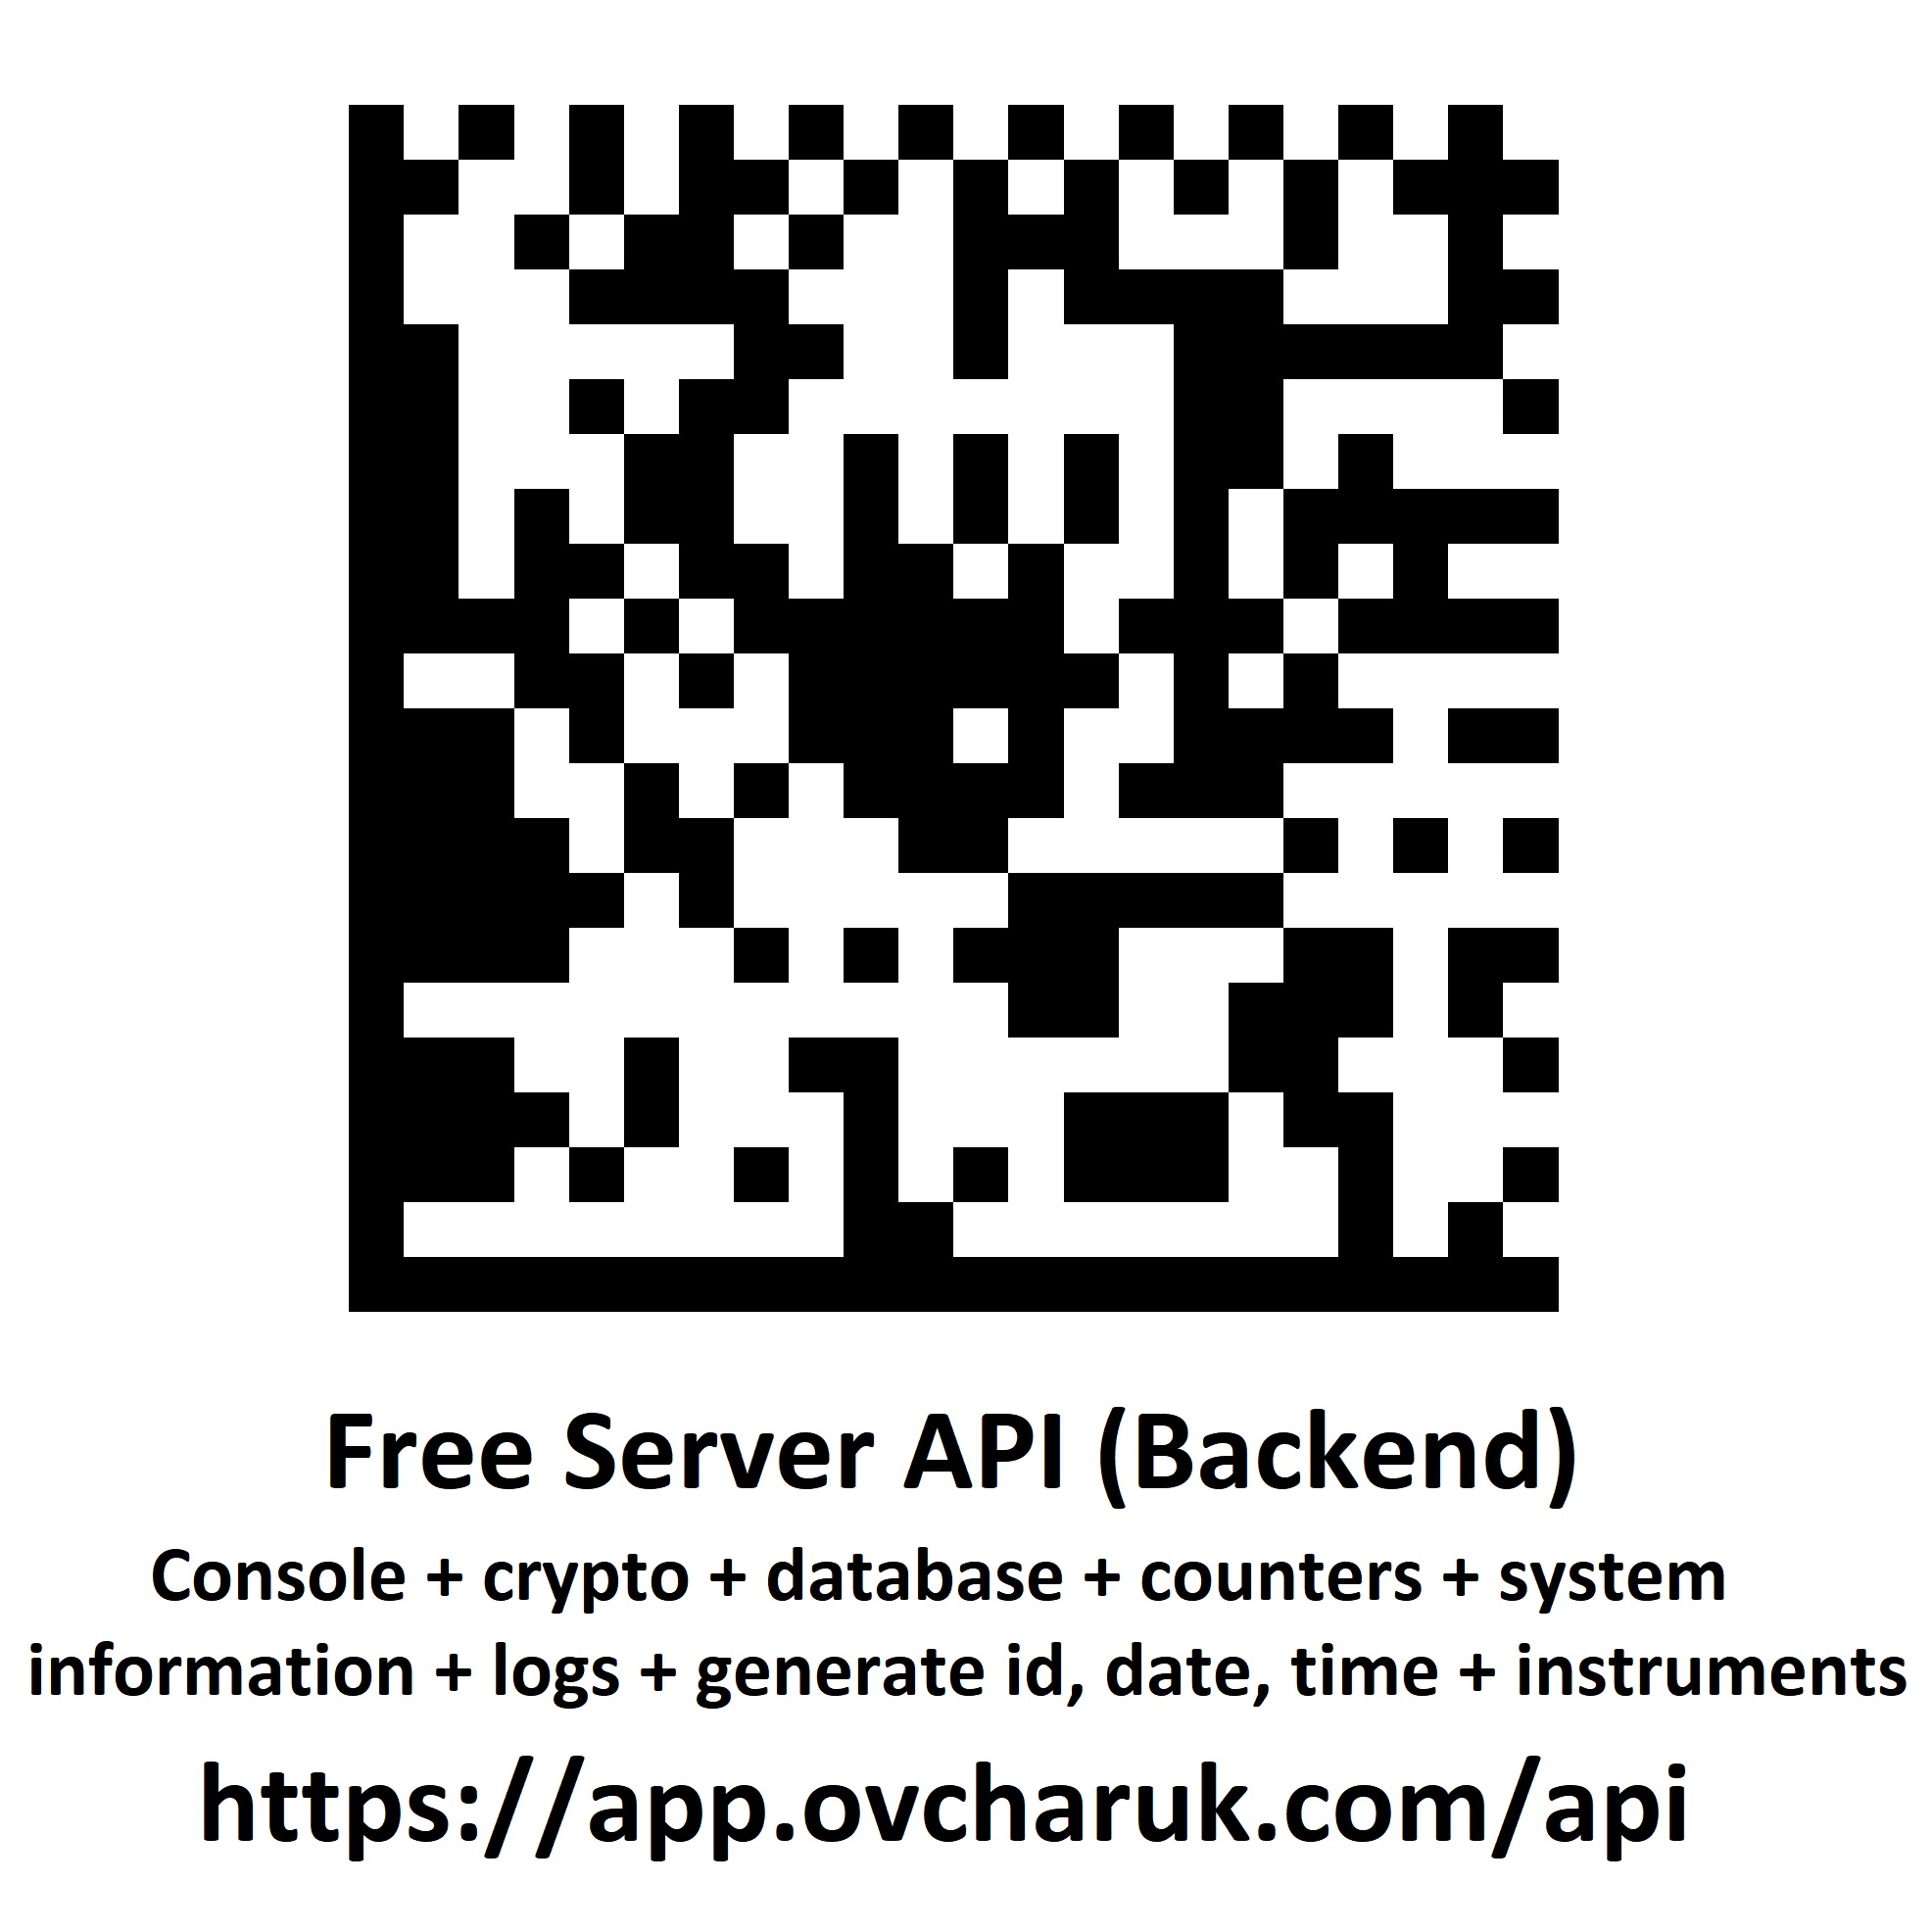 Free Server API (Backend)
Console + crypto + database + counters + system
information + logs + generate id, date, time + instruments
https://app.ovcharuk.com/api